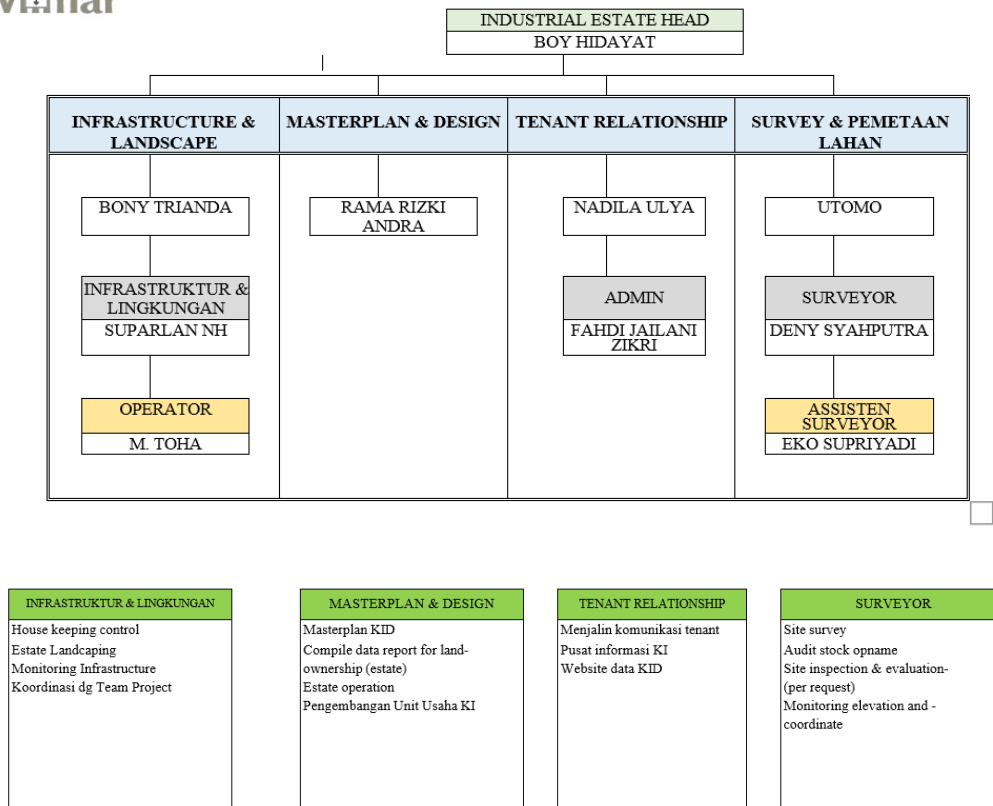 INDUSTRIAL ESTATE HEAD
BOY HIDAYAT
INFRASTRUCTURE &
LANDSCAPE
MASTERPLAN & DESIGN
TENANT RELATIONSHIP
SURVEY & PEMETAAN
LAHAN
BONY TRIANDA
RAMA RIZKI
ANDRA
NADILA ULYA
UTOMO
INFRASTRUKTUR &
LINGKUNGAN
SUPARLAN NH
ADMIN
FAHDI JAILANI
ZIKRI
SURVEYOR
DENY SYAHPUTRA
OPERATOR
M. TOHA
ASSISTEN
SURVEYOR
EKO SUPRIYADI
INFRASTRUKTUR & LINGKUNGAN
House keeping control
Estate Landcaping
Monitoring Infrastructure
Koordinasi dg Team Project
MASTERPLAN & DESIGN
Masterplan KID
Compile data report for land-
ownership (estate)
Estate operation
Pengembangan Unit Usaha KI
TENANT RELATIONSHIP
Menjalin komunikasi tenant
Pusat informasi KI
Website data KID
SURVEYOR
Site survey
Audit stock opname
Site inspection & evaluation-
(per request)
Monitoring elevation and -
coordinate